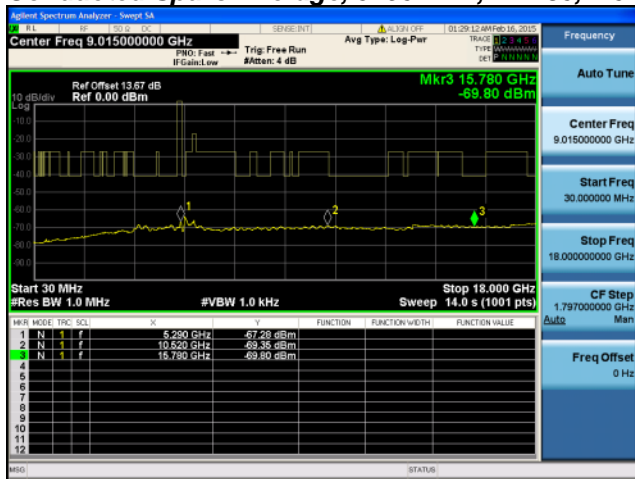 Agilent Spectrum Analyzer - Swept SA
RL RF 50 Ω DC SENSE:INT ALIGN OFF 01:29:12 AM Feb 16, 2015
Center Freq 9.015000000 GHz
PNO: Fast
IFGain:Low
Trig: Free Run
#Atten: 4 dB
Avg Type: Log-Pwr
TRACE 1 2 3 4 5 6
TYPE
DET P N N N N N
Frequency
Auto Tune
Mkr3 15.780 GHz
-69.80 dBm
Ref Offset 13.67 dB
Ref 0.00 dBm
10 dB/div
Log
-10.0
-20.0
-30.0
-40.0
-50.0
-60.0
-70.0
-80.0
-90.0
1
2
3
Center Freq
9.015000000 GHz
Start Freq
30.000000 MHz
Stop Freq
18.000000000 GHz
Start 30 MHz
Stop 18.000 GHz
#Res BW 1.0 MHz #VBW 1.0 kHz Sweep 14.0 s (1001 pts)
CF Step
1.797000000 GHz
Auto Man
MKR MODE TRC SCL X Y FUNCTION FUNCTION WIDTH FUNCTION VALUE
1 N 1 f 5.290 GHz -67.28 dBm
2 N 1 f 10.520 GHz -69.35 dBm
3 N 1 f 15.780 GHz -69.80 dBm
4
5
6
7
8
9
10
11
12
Freq Offset
0 Hz
MSG STATUS